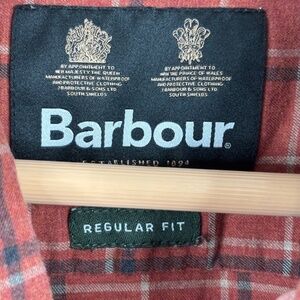 BY APPOINTMENT TO
HER MAJESTY THE QUEEN
MANUFACTURERS OF WATERPROOF
AND PROTECTIVE CLOTHING
J BARBOUR & SONS LTD
SOUTH SHIELDS
BY APPOINTMENT TO
HRH THE PRINCE OF WALES
MANUFACTURERS OF WATERPROOF
AND PROTECTIVE CLOTHING
J BARBOUR & SONS LTD
SOUTH SHIELDS
Barbour®
ESTABLISHED 1894
REGULAR FIT